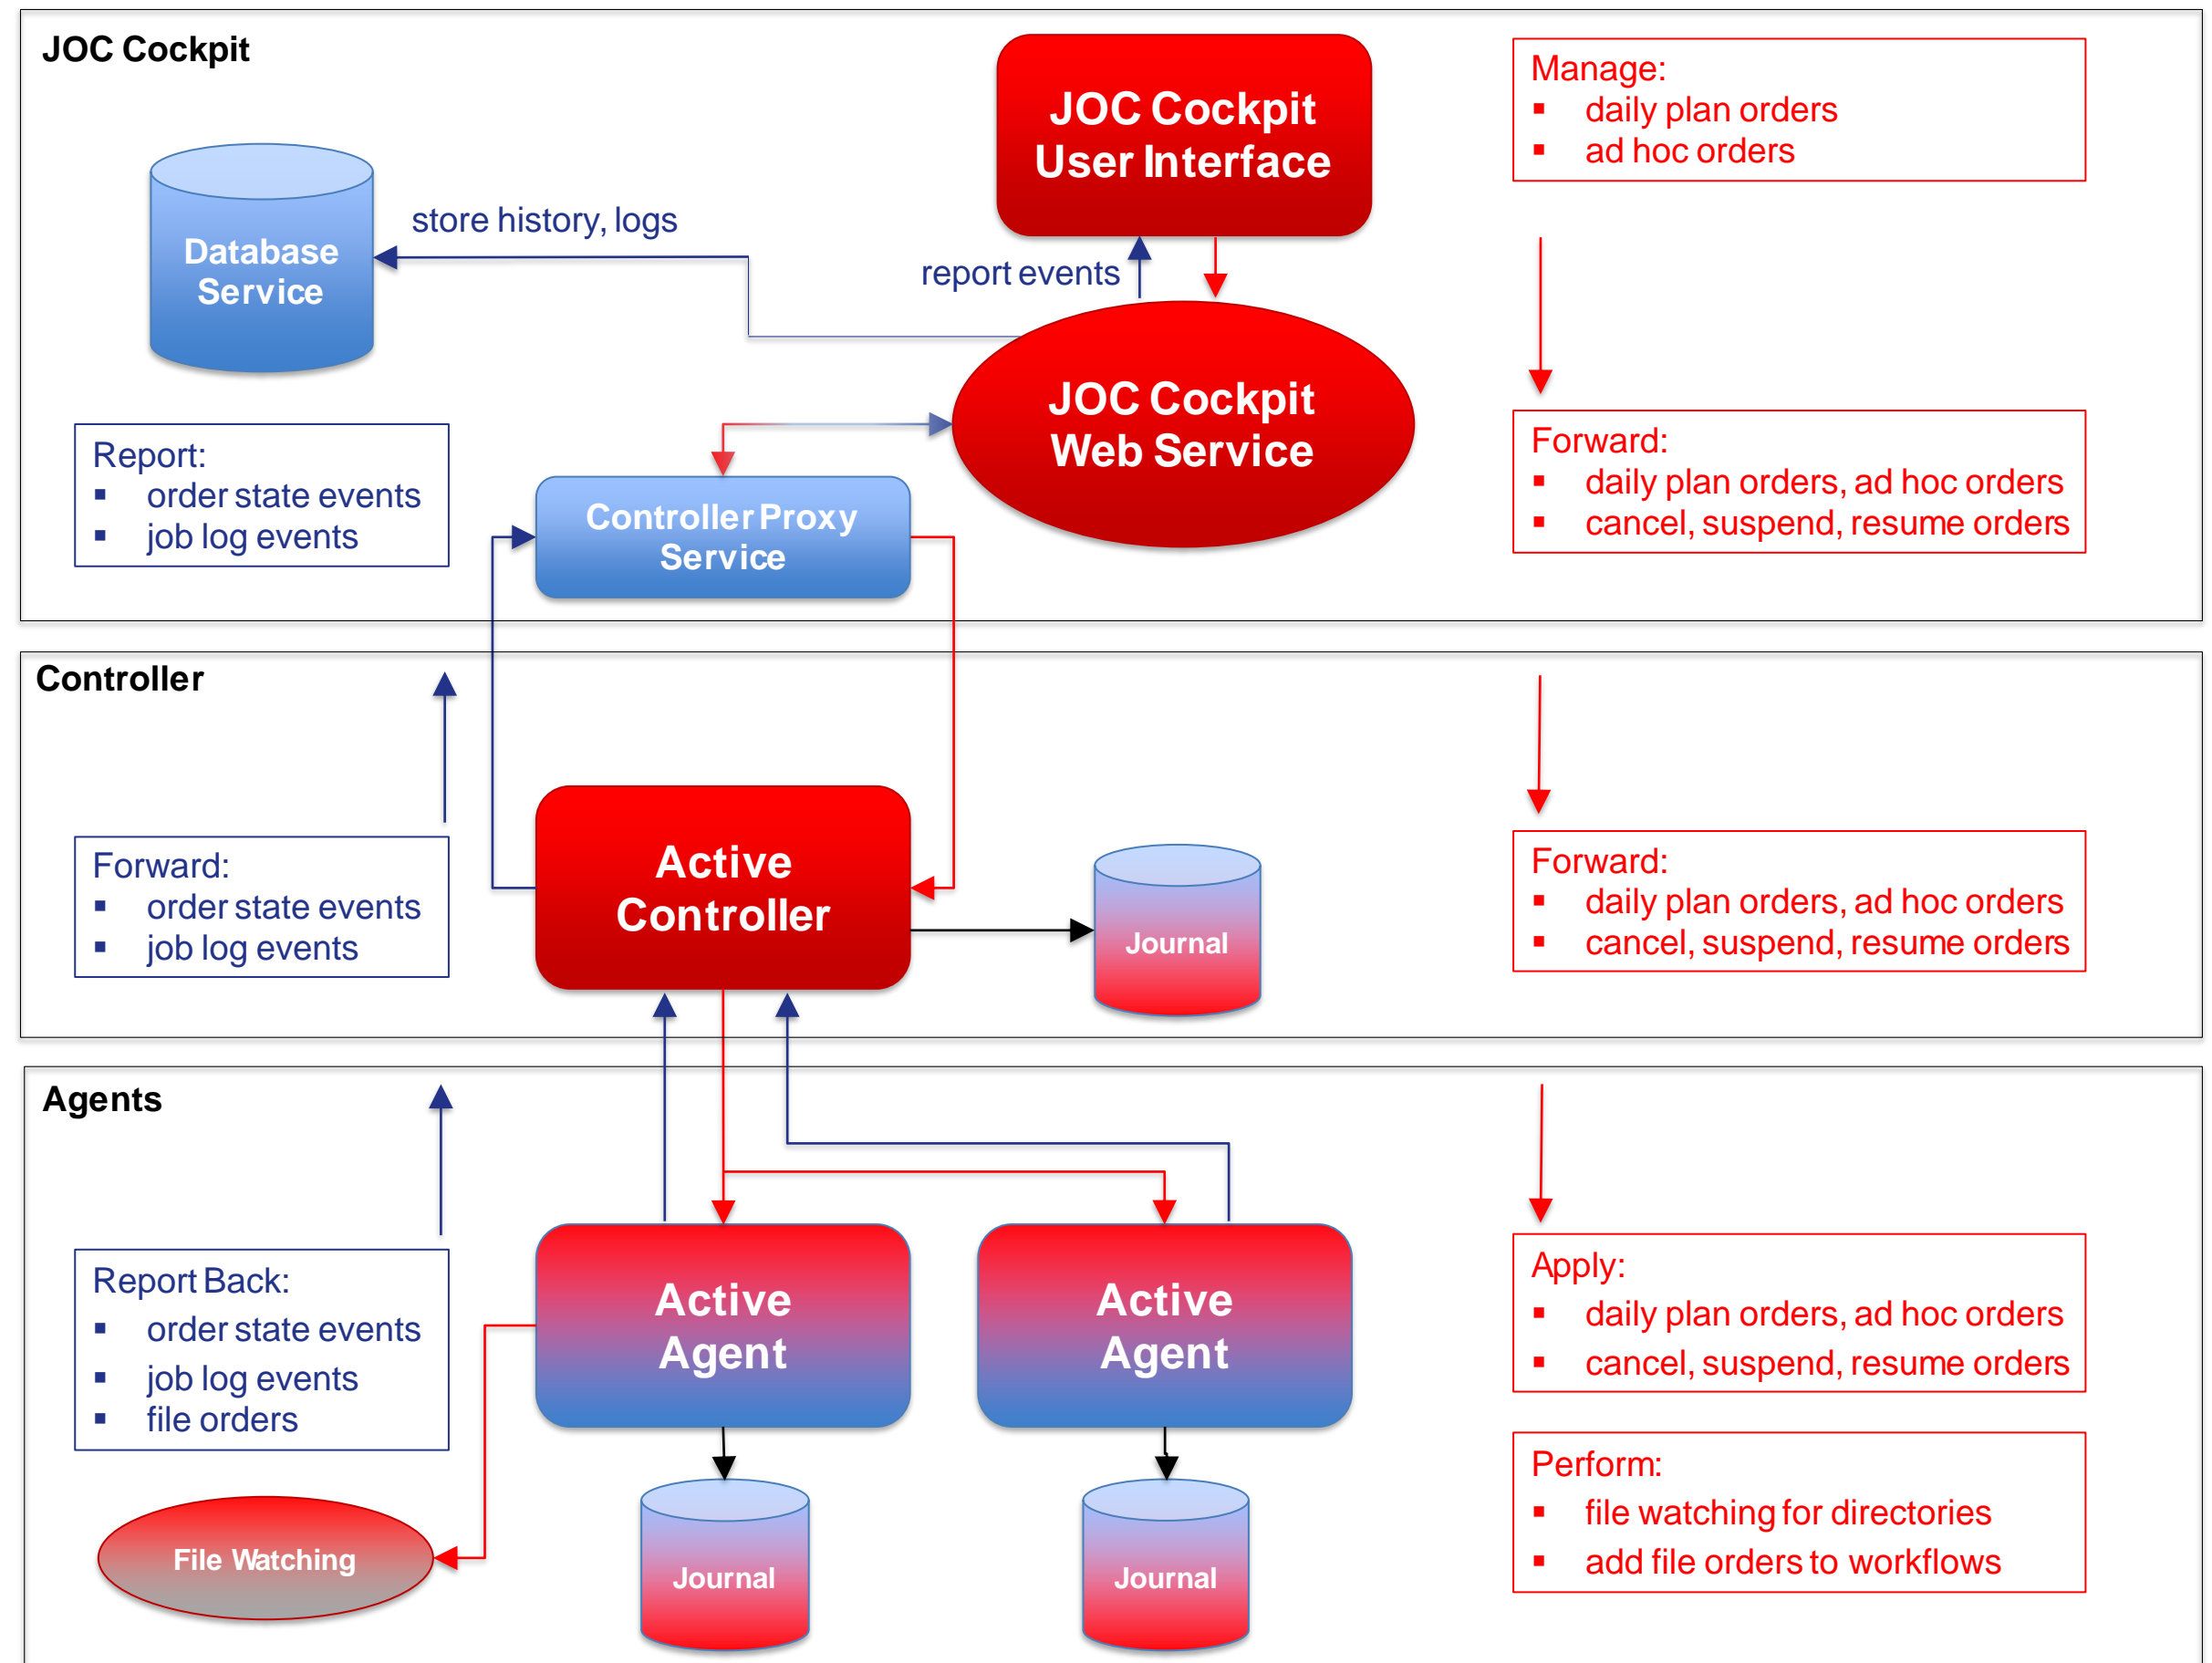 JOC Cockpit
JOC Cockpit
User Interface
Manage:
▪ daily plan orders
▪ ad hoc orders
Database
Service
store history, logs
report events
JOC Cockpit
Web Service
Report:
▪ order state events
▪ job log events
Controller Proxy
Service
Forward:
▪ daily plan orders, ad hoc orders
▪ cancel, suspend, resume orders
Controller
Forward:
▪ order state events
▪ job log events
Active
Controller
Journal
Forward:
▪ daily plan orders, ad hoc orders
▪ cancel, suspend, resume orders
Agents
Report Back:
▪ order state events
▪ job log events
▪ file orders
Active
Agent
Active
Agent
Apply:
▪ daily plan orders, ad hoc orders
▪ cancel, suspend, resume orders
File Watching
Journal
Journal
Perform:
▪ file watching for directories
▪ add file orders to workflows